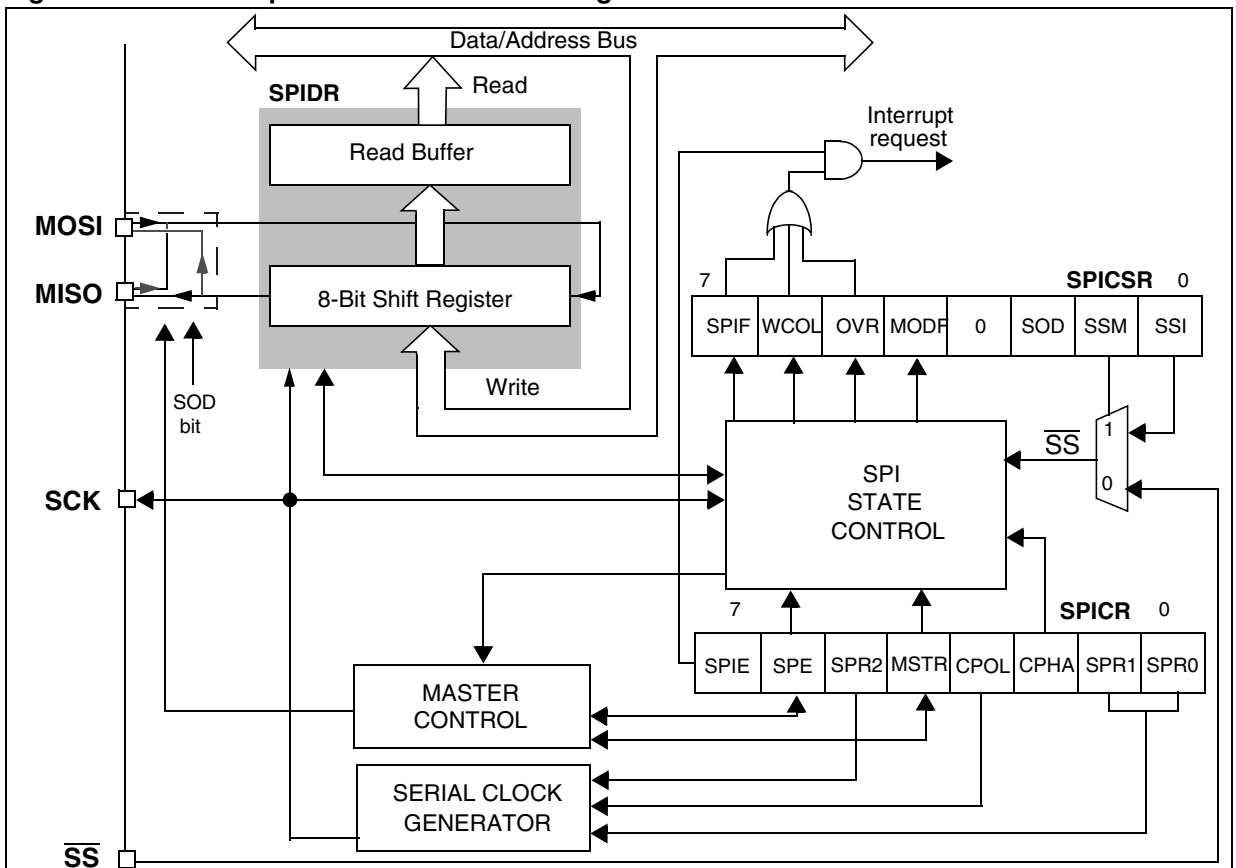 Data/Address Bus
SPIDR
Read
Read Buffer
Interrupt
request
MOSI
MISO
8-Bit Shift Register
7 SPICSR 0
SPIF WCOL OVR MODF 0 SOD SSM SSI
Write
SOD
bit
1
SS
0
SCK
SPI
STATE
CONTROL
7 SPICR 0
SPIE SPE SPR2 MSTR CPOL CPHA SPR1 SPR0
MASTER
CONTROL
SERIAL CLOCK
GENERATOR
SS